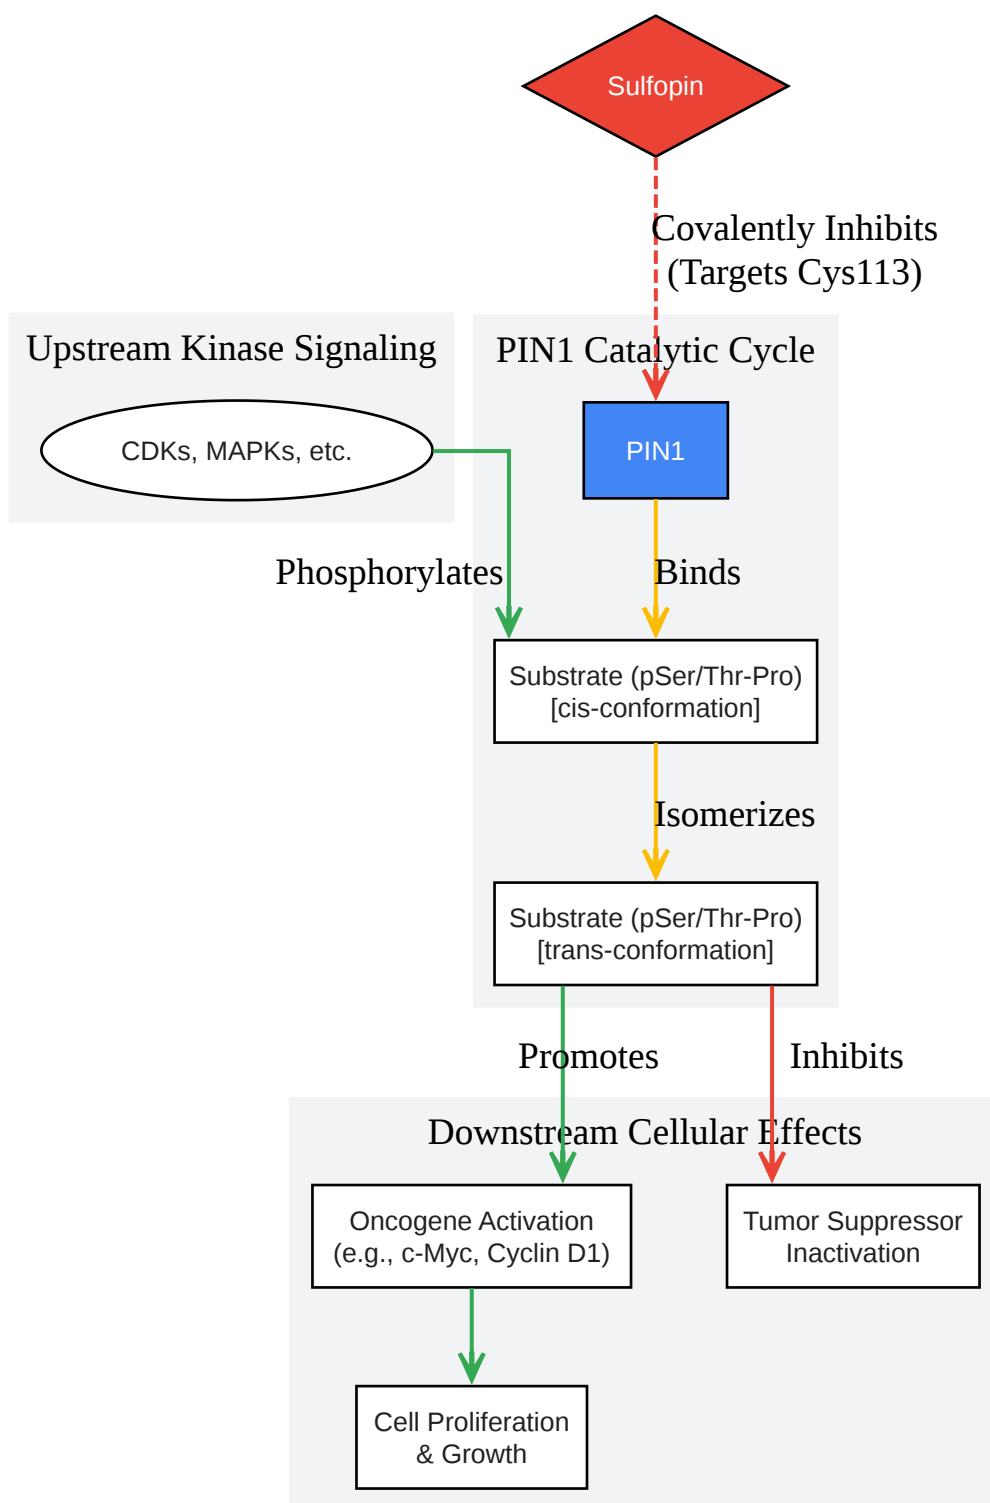 Sulfopin
Covalently Inhibits
(Targets Cys113)
Upstream Kinase Signaling
PIN1 Catalytic Cycle
CDKs, MAPKs, etc.
PIN1
Phosphorylates
Binds
Substrate (pSer/Thr-Pro)
[cis-conformation]
Isomerizes
Substrate (pSer/Thr-Pro)
[trans-conformation]
Promotes
Inhibits
Downstream Cellular Effects
Oncogene Activation
(e.g., c-Myc, Cyclin D1)
Tumor Suppressor
Inactivation
Cell Proliferation
& Growth